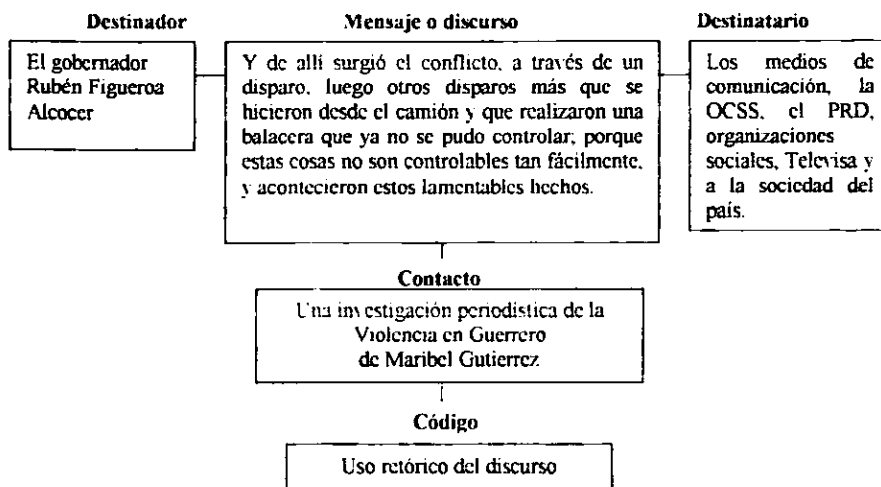 Destinador
Mensaje o discurso
Destinatario
El gobernador
Rubén Figueroa
Alcocer
Y de allí surgió el conflicto, a través de un
disparo, luego otros disparos más que se
hicieron desde el camión y que realizaron una
balacera que ya no se pudo controlar; porque
estas cosas no son controlables tan fácilmente,
y acontecieron estos lamentables hechos.
Los medios de
comunicación, la
OCSS, el PRD,
organizaciones
sociales, Televisa y
a la sociedad del
país.
Contacto
Una investigación periodística de la
Violencia en Guerrero
de Maribel Gutierrez
Código
Uso retórico del discurso